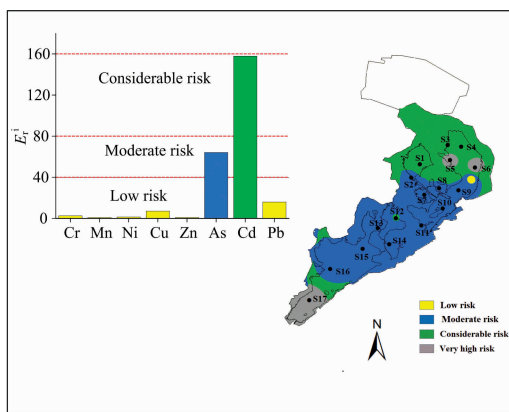 160
120
80
40
0
E_r^i
Considerable risk
Moderate risk
Low risk
Cr Mn Ni Cu Zn As Cd Pb
S3
S4
S1
S5
S6
S2
S8
S9
S7
S10
S12
S13
S11
S14
S15
S16
S17
N
Low risk
Moderate risk
Considerable risk
Very high risk